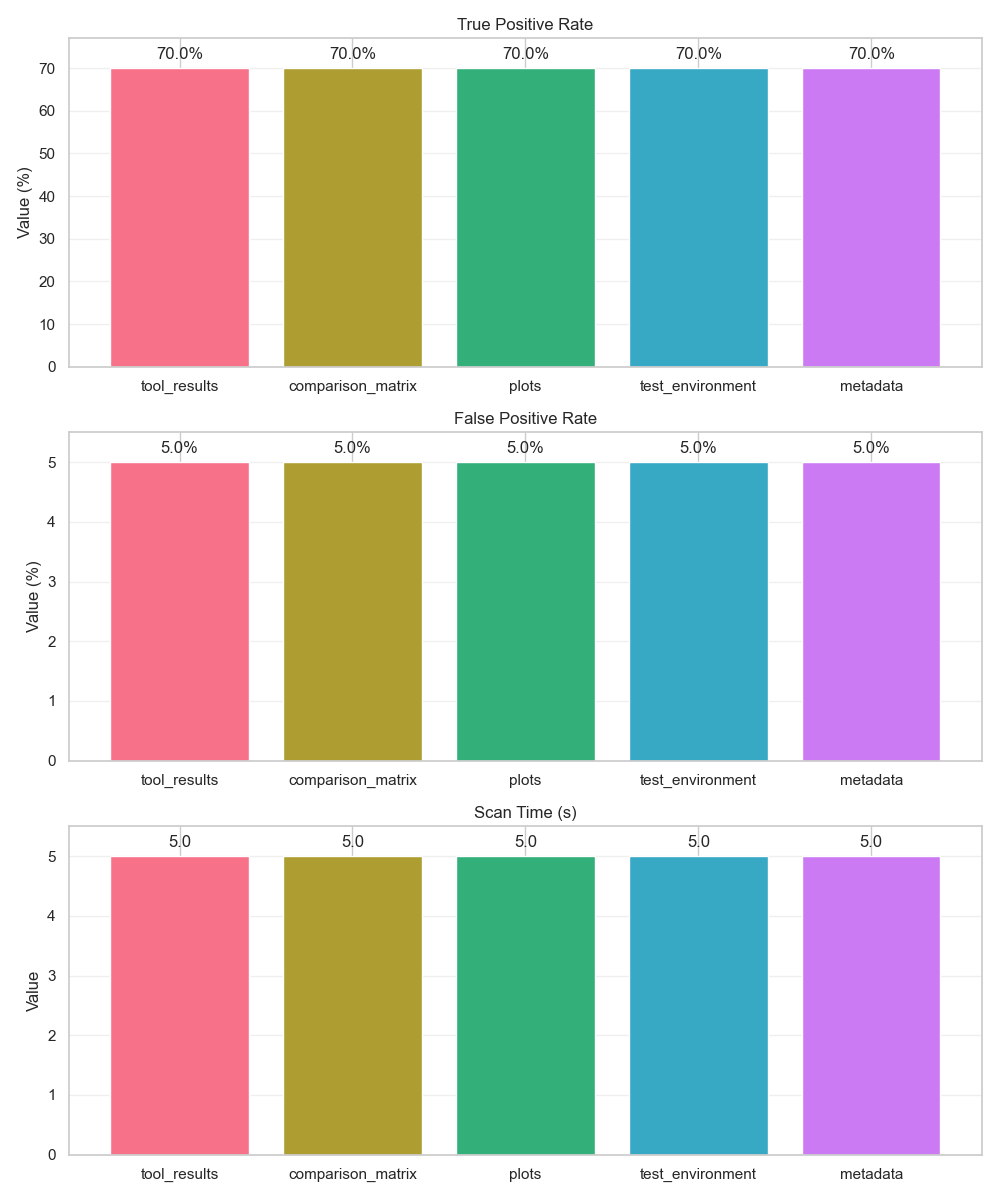 True Positive Rate
70.0% 70.0% 70.0% 70.0% 70.0%
70
60
50
40
30
20
10
0
Value (%)
tool_results comparison_matrix plots test_environment metadata
False Positive Rate
5.0% 5.0% 5.0% 5.0% 5.0%
5
4
3
2
1
0
Value (%)
tool_results comparison_matrix plots test_environment metadata
Scan Time (s)
5.0 5.0 5.0 5.0 5.0
5
4
3
2
1
0
Value
tool_results comparison_matrix plots test_environment metadata